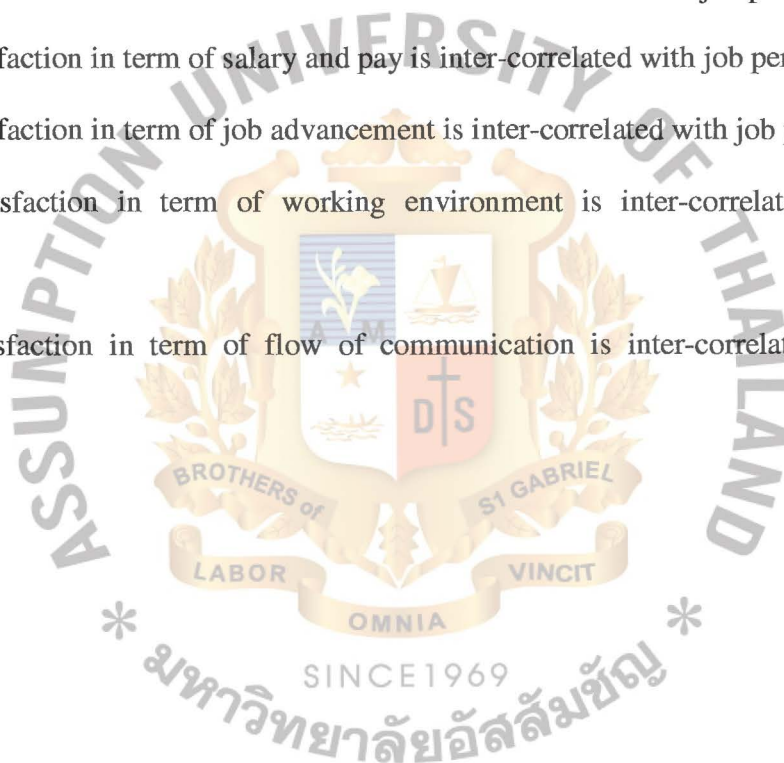 faction in term of salary and pay is inter-correlated with job per
faction in term of job advancement is inter-correlated with job
sfaction in term of working environment is inter-correlat
sfaction in term of flow of communication is inter-correlat
ASSUMPTION UNIVERSITY OF THAILAND
A M
D S
BROTHERS of S1 GABRIEL
LABOR OMNIA VINCIT
SINCE1969
* มหาวิทยาลัยอัสสัมชัญ *